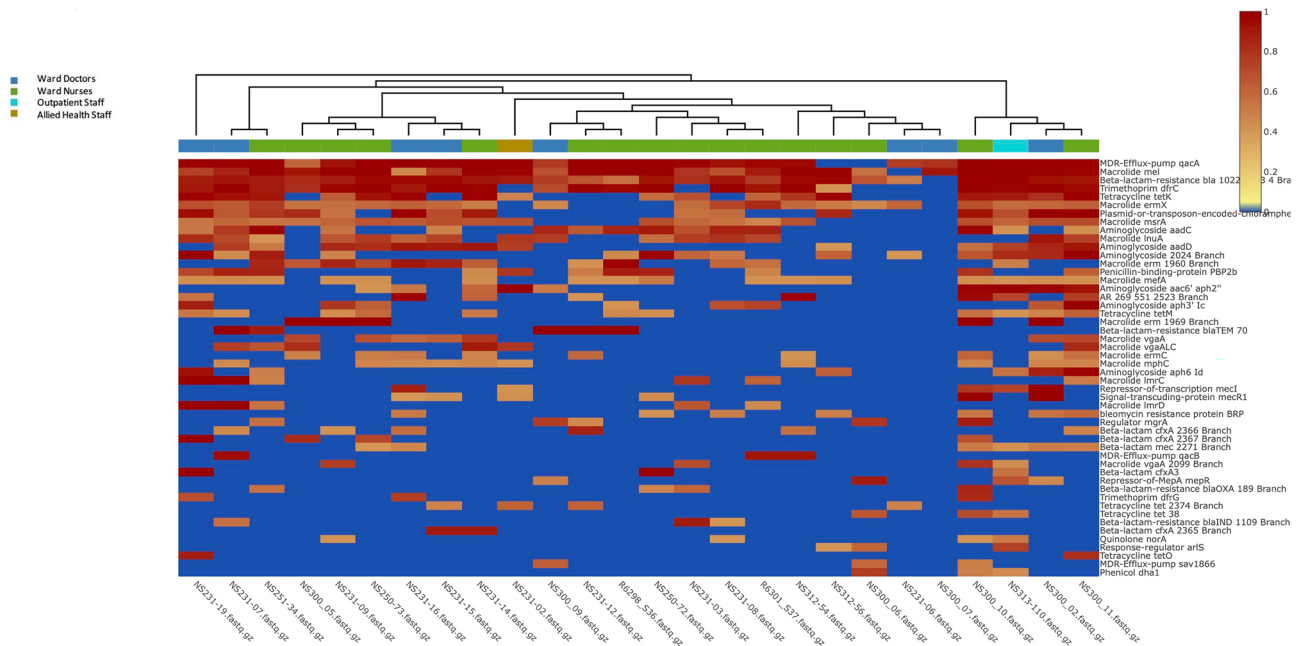 Ward Doctors
Ward Nurses
Outpatient Staff
Allied Health Staff
1
0.8
0.6
0.4
0.2
0
MDR-Efflux-pump qacA
Macrolide mel
Beta-lactam-resistance bla 1022 3 4 Bra
Trimethoprim dfrC
Tetracycline tetK
Macrolide ermX
Plasmid-or-transposon-encoded-chloramphe
Macrolide msrA
Aminoglycoside aadC
Macrolide lnuA
Aminoglycoside aadD
Aminoglycoside 2024 Branch
Macrolide erm 1960 Branch
Penicillin-binding-protein PBP2b
Macrolide mefA
Aminoglycoside aac6' aph2"
AR 269 551 2523 Branch
Aminoglycoside aph3' Ic
Tetracycline tetM
Macrolide erm 1969 Branch
Beta-lactam-resistance blaTEM 70
Macrolide vgaA
Macrolide vgaALC
Macrolide ermC
Macrolide mphC
Aminoglycoside aph6 Id
Macrolide lmrC
Repressor-of-transcription mecI
Signal-transcuding-protein mecR1
Macrolide lmrD
bleomycin resistance protein BRP
Regulator mgrA
Beta-lactam cfxA 2366 Branch
Beta-lactam cfxA 2367 Branch
Beta-lactam mec 2271 Branch
MDR-Efflux-pump qacB
Macrolide vgaA 2099 Branch
Beta-lactam cfxA3
Repressor-of-MepA mepR
Beta-lactam-resistance blaOXA 189 Branch
Trimethoprim dfrG
Tetracycline tet 2374 Branch
Tetracycline tet 38
Beta-lactam-resistance blaIND 1109 Branch
Beta-lactam cfxA 2365 Branch
Quinolone norA
Response-regulator arlS
Tetracycline tetO
MDR-Efflux-pump sav1866
Phenicol dha1
NS231-19.fastq.gz
NS231-07.fastq.gz
NS251-34.fastq.gz
NS300_05.fastq.gz
NS231-09.fastq.gz
NS250-73.fastq.gz
NS231-16.fastq.gz
NS231-15.fastq.gz
NS231-14.fastq.gz
NS231-02.fastq.gz
NS300_09.fastq.gz
NS231-12.fastq.gz
R6298_S36.fastq.gz
NS250-72.fastq.gz
NS231-03.fastq.gz
NS231-08.fastq.gz
R6301_S37.fastq.gz
NS312-54.fastq.gz
NS312-56.fastq.gz
NS300_06.fastq.gz
NS231-06.fastq.gz
NS300_07.fastq.gz
NS300_10.fastq.gz
NS313-110.fastq.gz
NS300_02.fastq.gz
NS300_11.fastq.gz